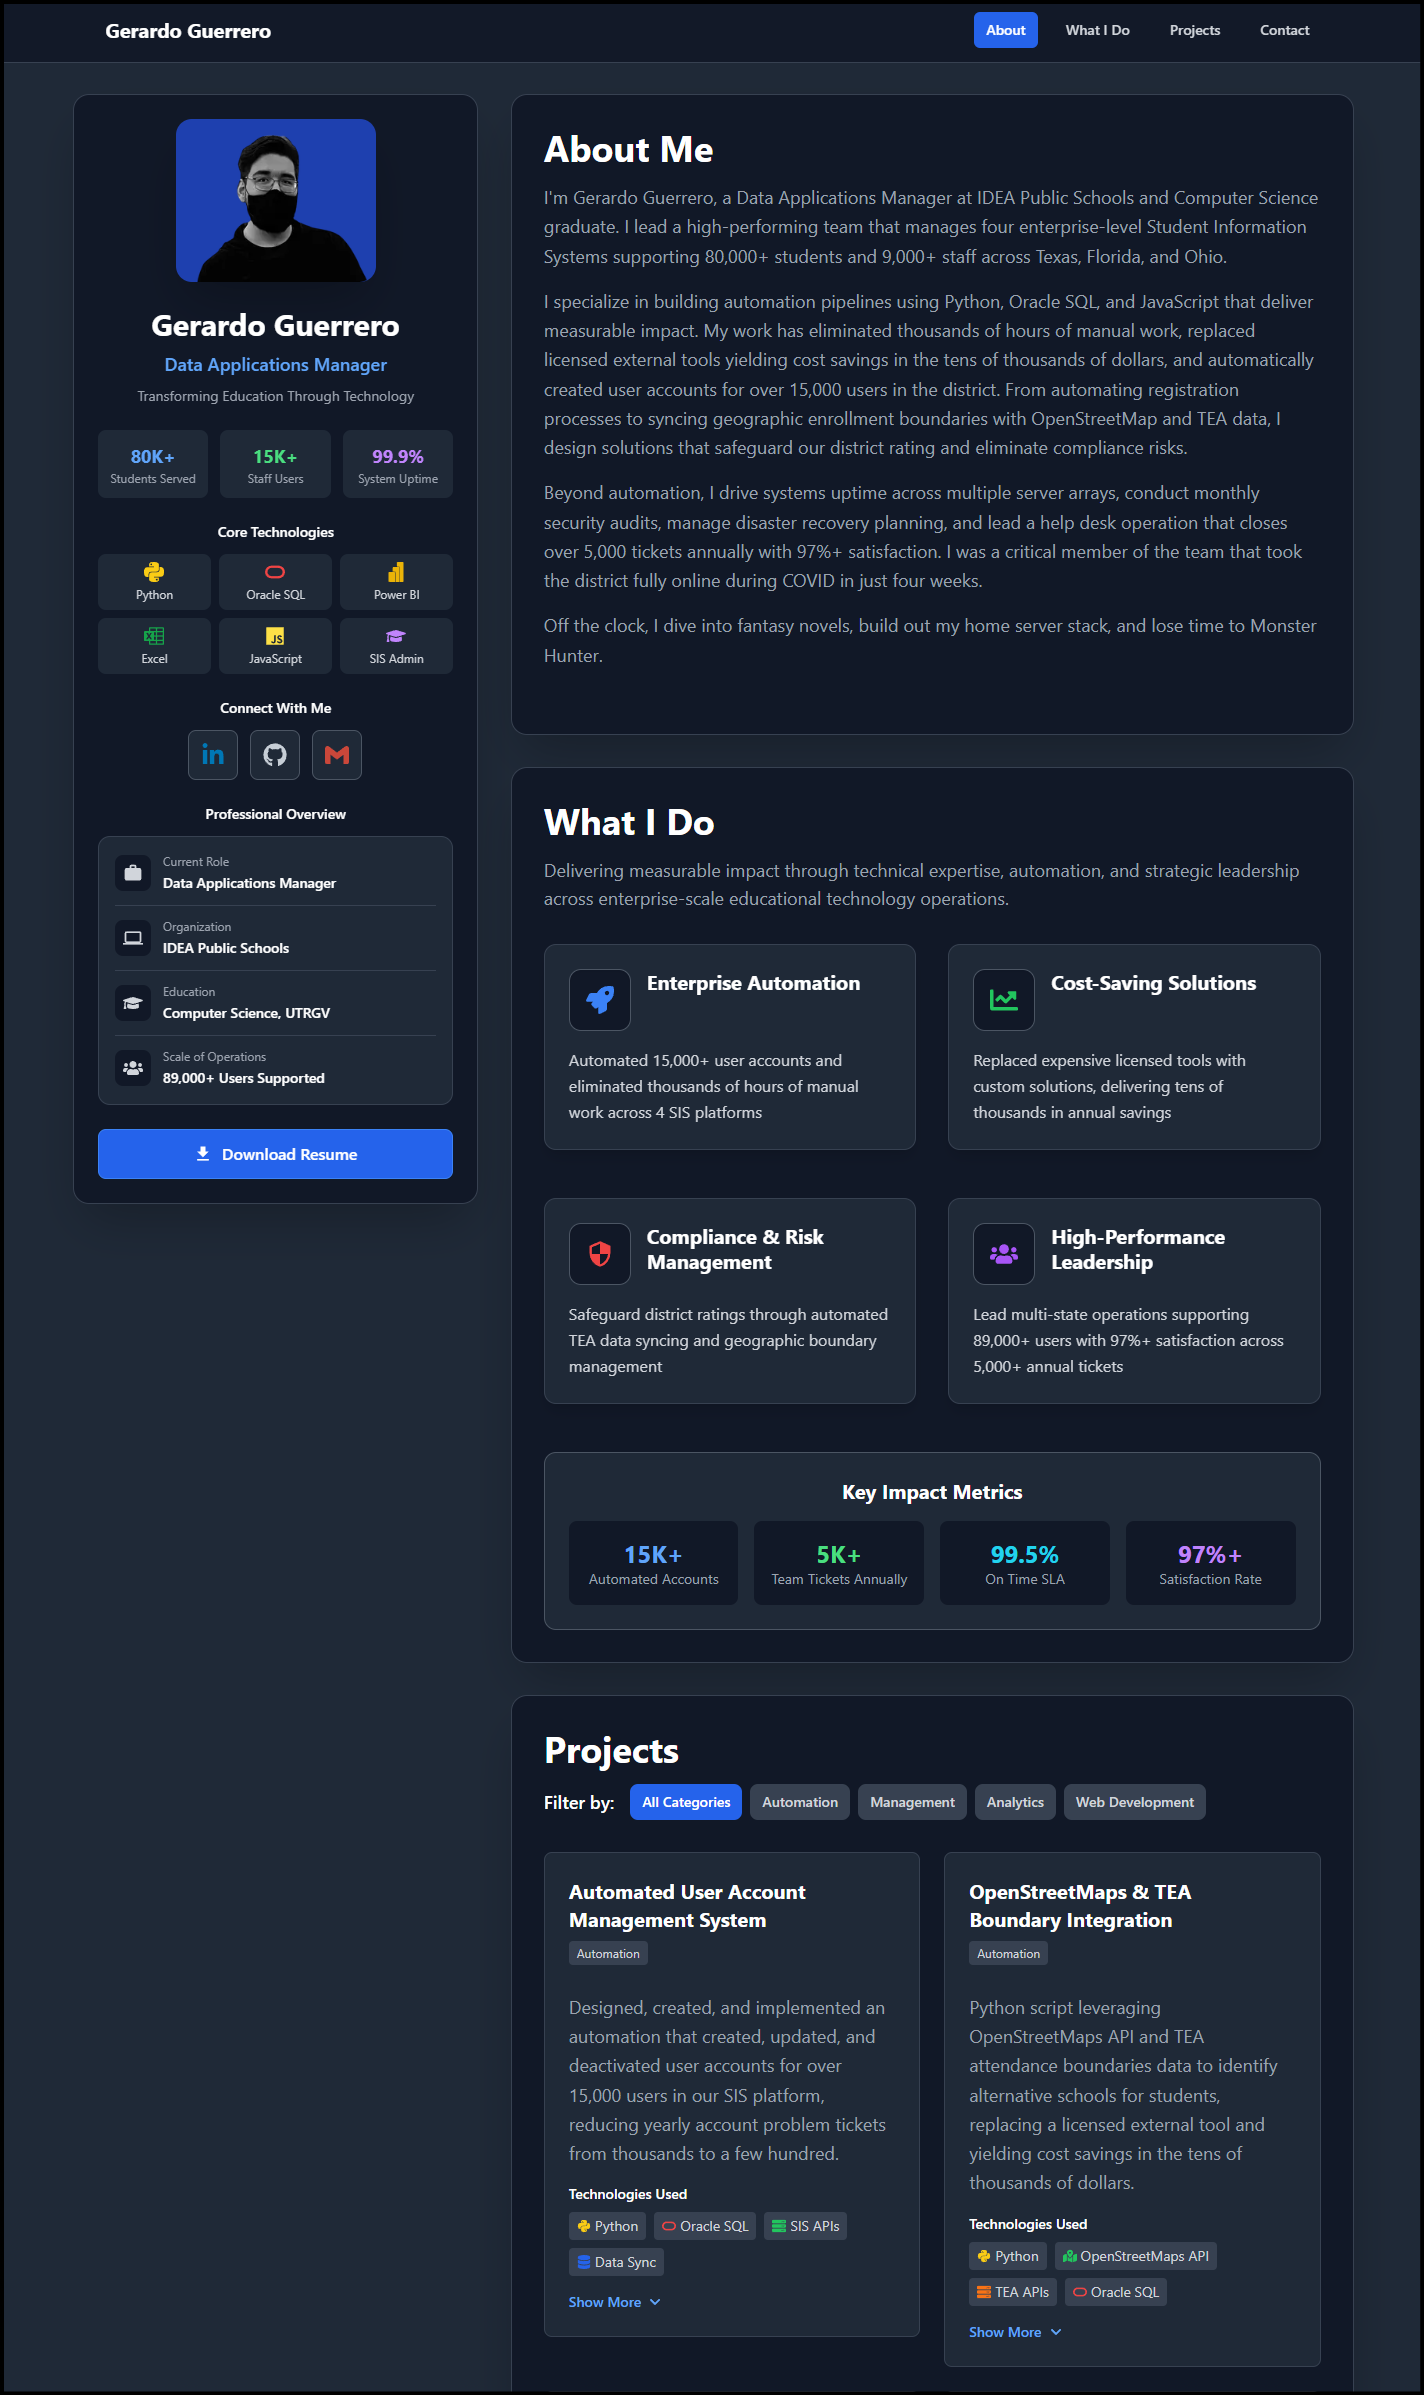 Gerardo Guerrero
About
What I Do
Projects
Contact
Gerardo Guerrero
Data Applications Manager
Transforming Education Through Technology
80K+
Students Served
15K+
Staff Users
99.9%
System Uptime
Core Technologies
Python
Oracle SQL
Power BI
Excel
JS
JavaScript
SIS Admin
Connect With Me
in
Professional Overview
Current Role
Data Applications Manager
Organization
IDEA Public Schools
Education
Computer Science, UTRGV
Scale of Operations
89,000+ Users Supported
Download Resume
About Me
I'm Gerardo Guerrero, a Data Applications Manager at IDEA Public Schools and Computer Science
graduate. I lead a high-performing team that manages four enterprise-level Student Information
Systems supporting 80,000+ students and 9,000+ staff across Texas, Florida, and Ohio.
I specialize in building automation pipelines using Python, Oracle SQL, and JavaScript that deliver
measurable impact. My work has eliminated thousands of hours of manual work, replaced
licensed external tools yielding cost savings in the tens of thousands of dollars, and automatically
created user accounts for over 15,000 users in the district. From automating registration
processes to syncing geographic enrollment boundaries with OpenStreetMap and TEA data, I
design solutions that safeguard our district rating and eliminate compliance risks.
Beyond automation, I drive systems uptime across multiple server arrays, conduct monthly
security audits, manage disaster recovery planning, and lead a help desk operation that closes
over 5,000 tickets annually with 97%+ satisfaction. I was a critical member of the team that took
the district fully online during COVID in just four weeks.
Off the clock, I dive into fantasy novels, build out my home server stack, and lose time to Monster
Hunter.
What I Do
Delivering measurable impact through technical expertise, automation, and strategic leadership
across enterprise-scale educational technology operations.
Enterprise Automation
Automated 15,000+ user accounts and
eliminated thousands of hours of manual
work across 4 SIS platforms
Cost-Saving Solutions
Replaced expensive licensed tools with
custom solutions, delivering tens of
thousands in annual savings
Compliance & Risk
Management
Safeguard district ratings through automated
TEA data syncing and geographic boundary
management
High-Performance
Leadership
Lead multi-state operations supporting
89,000+ users with 97%+ satisfaction across
5,000+ annual tickets
Key Impact Metrics
15K+
Automated Accounts
5K+
Team Tickets Annually
99.5%
On Time SLA
97%+
Satisfaction Rate
Projects
Filter by:
All Categories
Automation
Management
Analytics
Web Development
Automated User Account
Management System
Automation
Designed, created, and implemented an
automation that created, updated, and
deactivated user accounts for over
15,000 users in our SIS platform,
reducing yearly account problem tickets
from thousands to a few hundred.
Technologies Used
Python
Oracle SQL
SIS APIs
Data Sync
Show More
OpenStreetMaps & TEA
Boundary Integration
Automation
Python script leveraging
OpenStreetMaps API and TEA
attendance boundaries data to identify
alternative schools for students,
replacing a licensed external tool and
yielding cost savings in the tens of
thousands of dollars.
Technologies Used
Python
OpenStreetMaps API
TEA APIs
Oracle SQL
Show More